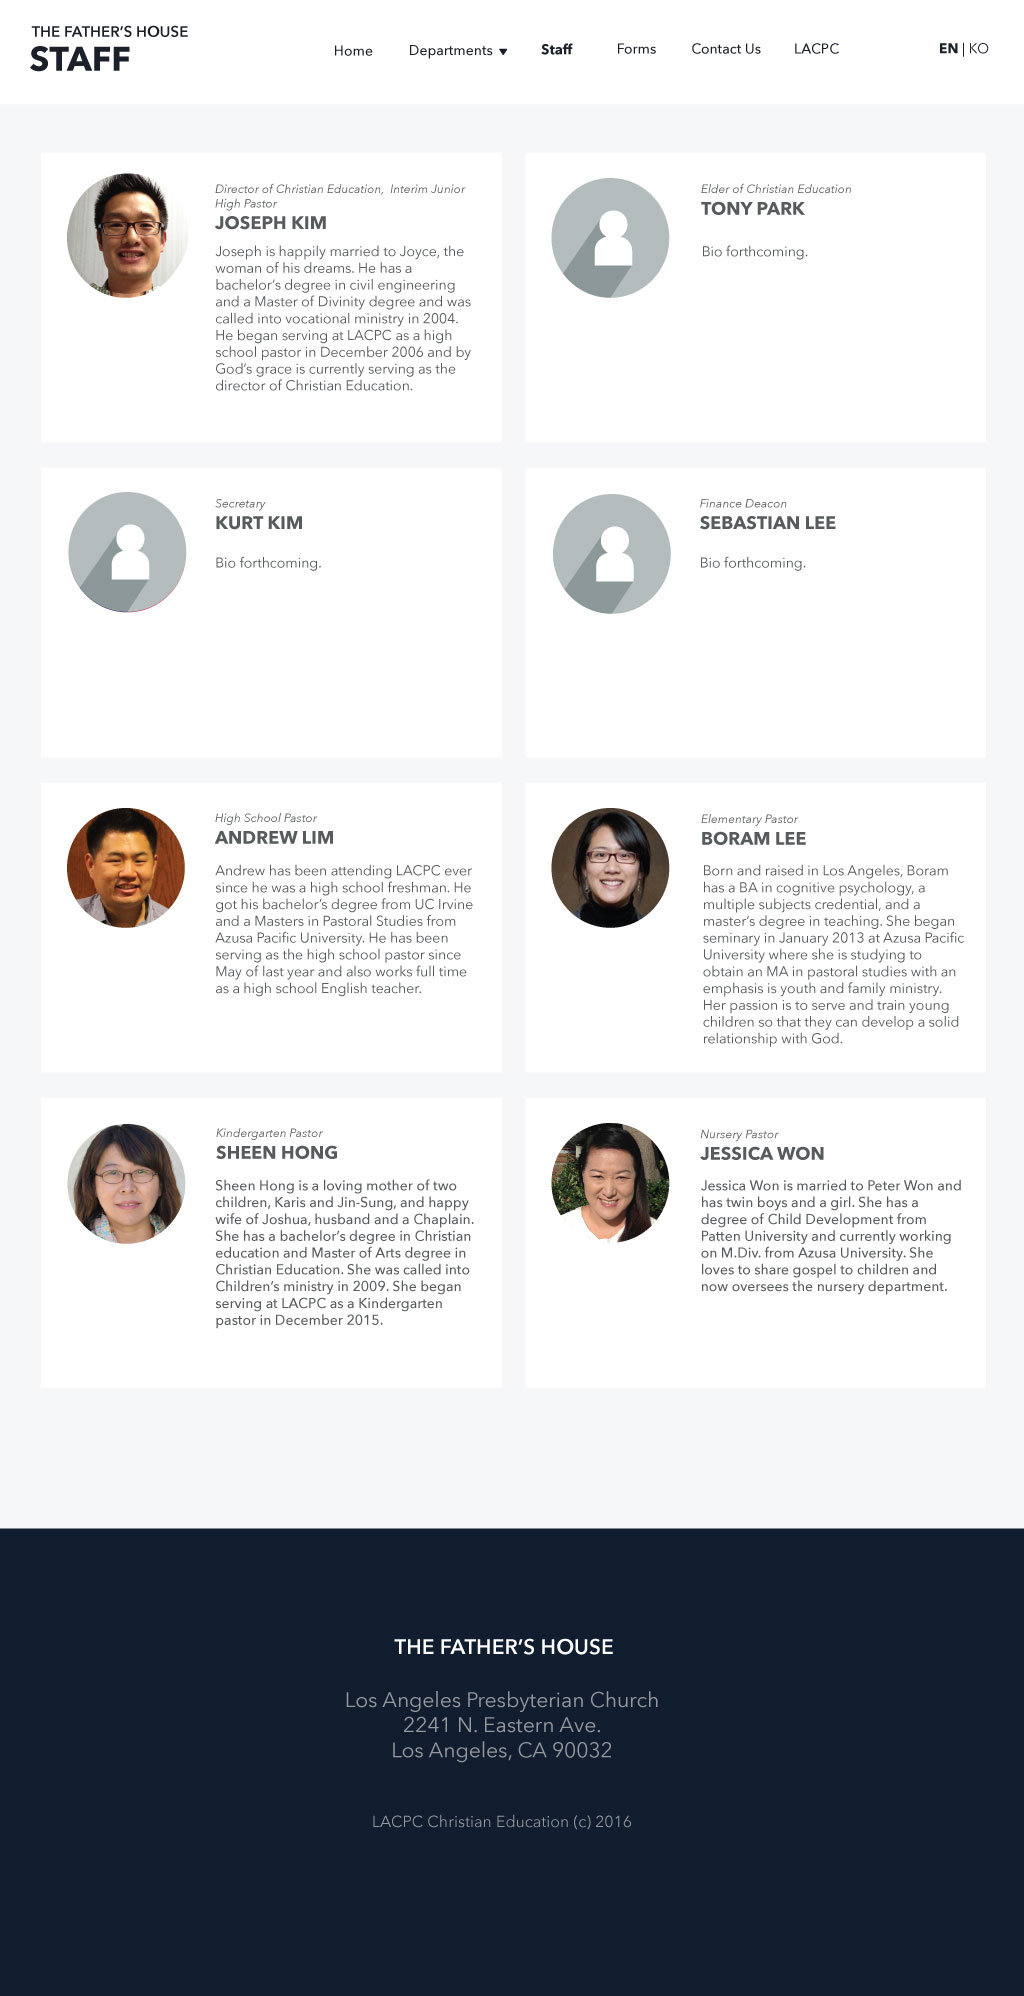 THE FATHER'S HOUSE
STAFF
Home
Departments ▼
Staff
Forms
Contact Us
LACPC
EN | KO
Director of Christian Education,  Interim Junior
High Pastor
JOSEPH KIM
Joseph is happily married to Joyce, the
woman of his dreams. He has a
bachelor's degree in civil engineering
and a Master of Divinity degree and was
called into vocational ministry in 2004.
He began serving at LACPC as a high
school pastor in December 2006 and by
God's grace is currently serving as the
director of Christian Education.
Elder of Christian Education
TONY PARK
Bio forthcoming.
Secretary
KURT KIM
Bio forthcoming.
Finance Deacon
SEBASTIAN LEE
Bio forthcoming.
High School Pastor
ANDREW LIM
Andrew has been attending LACPC ever
since he was a high school freshman. He
got his bachelor's degree from UC Irvine
and a Masters in Pastoral Studies from
Azusa Pacific University. He has been
serving as the high school pastor since
May of last year and also works full time
as a high school English teacher.
Elementary Pastor
BORAM LEE
Born and raised in Los Angeles, Boram
has a BA in cognitive psychology, a
multiple subjects credential, and a
master's degree in teaching. She began
seminary in January 2013 at Azusa Pacific
University where she is studying to
obtain an MA in pastoral studies with an
emphasis is youth and family ministry.
Her passion is to serve and train young
children so that they can develop a solid
relationship with God.
Kindergarten Pastor
SHEEN HONG
Sheen Hong is a loving mother of two
children, Karis and Jin-Sung, and happy
wife of Joshua, husband and a Chaplain.
She has a bachelor's degree in Christian
education and Master of Arts degree in
Christian Education. She was called into
Children's ministry in 2009. She began
serving at LACPC as a Kindergarten
pastor in December 2015.
Nursery Pastor
JESSICA WON
Jessica Won is married to Peter Won and
has twin boys and a girl. She has a
degree of Child Development from
Patten University and currently working
on M.Div. from Azusa University. She
loves to share gospel to children and
now oversees the nursery department.
THE FATHER'S HOUSE
Los Angeles Presbyterian Church
2241 N. Eastern Ave.
Los Angeles, CA 90032
LACPC Christian Education (c) 2016